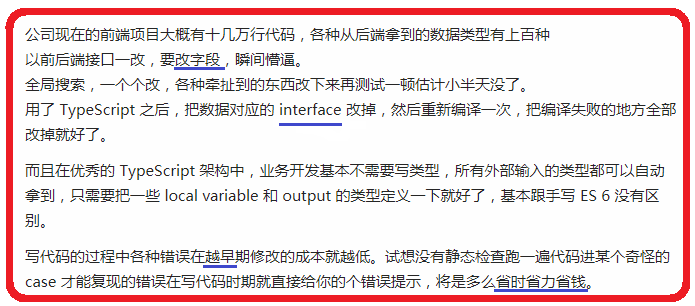 公司现在的前端项目大概有十几万行代码，各种从后端拿到的数据类型有上百种
以前后端接口一改，要改字段，瞬间懵逼。
全局搜索，一个个改，各种牵扯到的东西改下来再测试一顿估计小半天没了。
用了 TypeScript 之后，把数据对应的 interface 改掉，然后重新编译一次，把编译失败的地方全部
改掉就好了。
而且在优秀的 TypeScript 架构中，业务开发基本不需要写类型，所有外部输入的类型都可以自动
拿到，只需要把一些 local variable 和 output 的类型定义一下就好了，基本跟手写 ES 6 没有区
别。
写代码的过程中各种错误在越早期修改的成本就越低。试想没有静态检查跑一遍代码进某个奇怪的
case 才能复现的错误在写代码时期就直接给你的个错误提示，将是多么省时省力省钱。